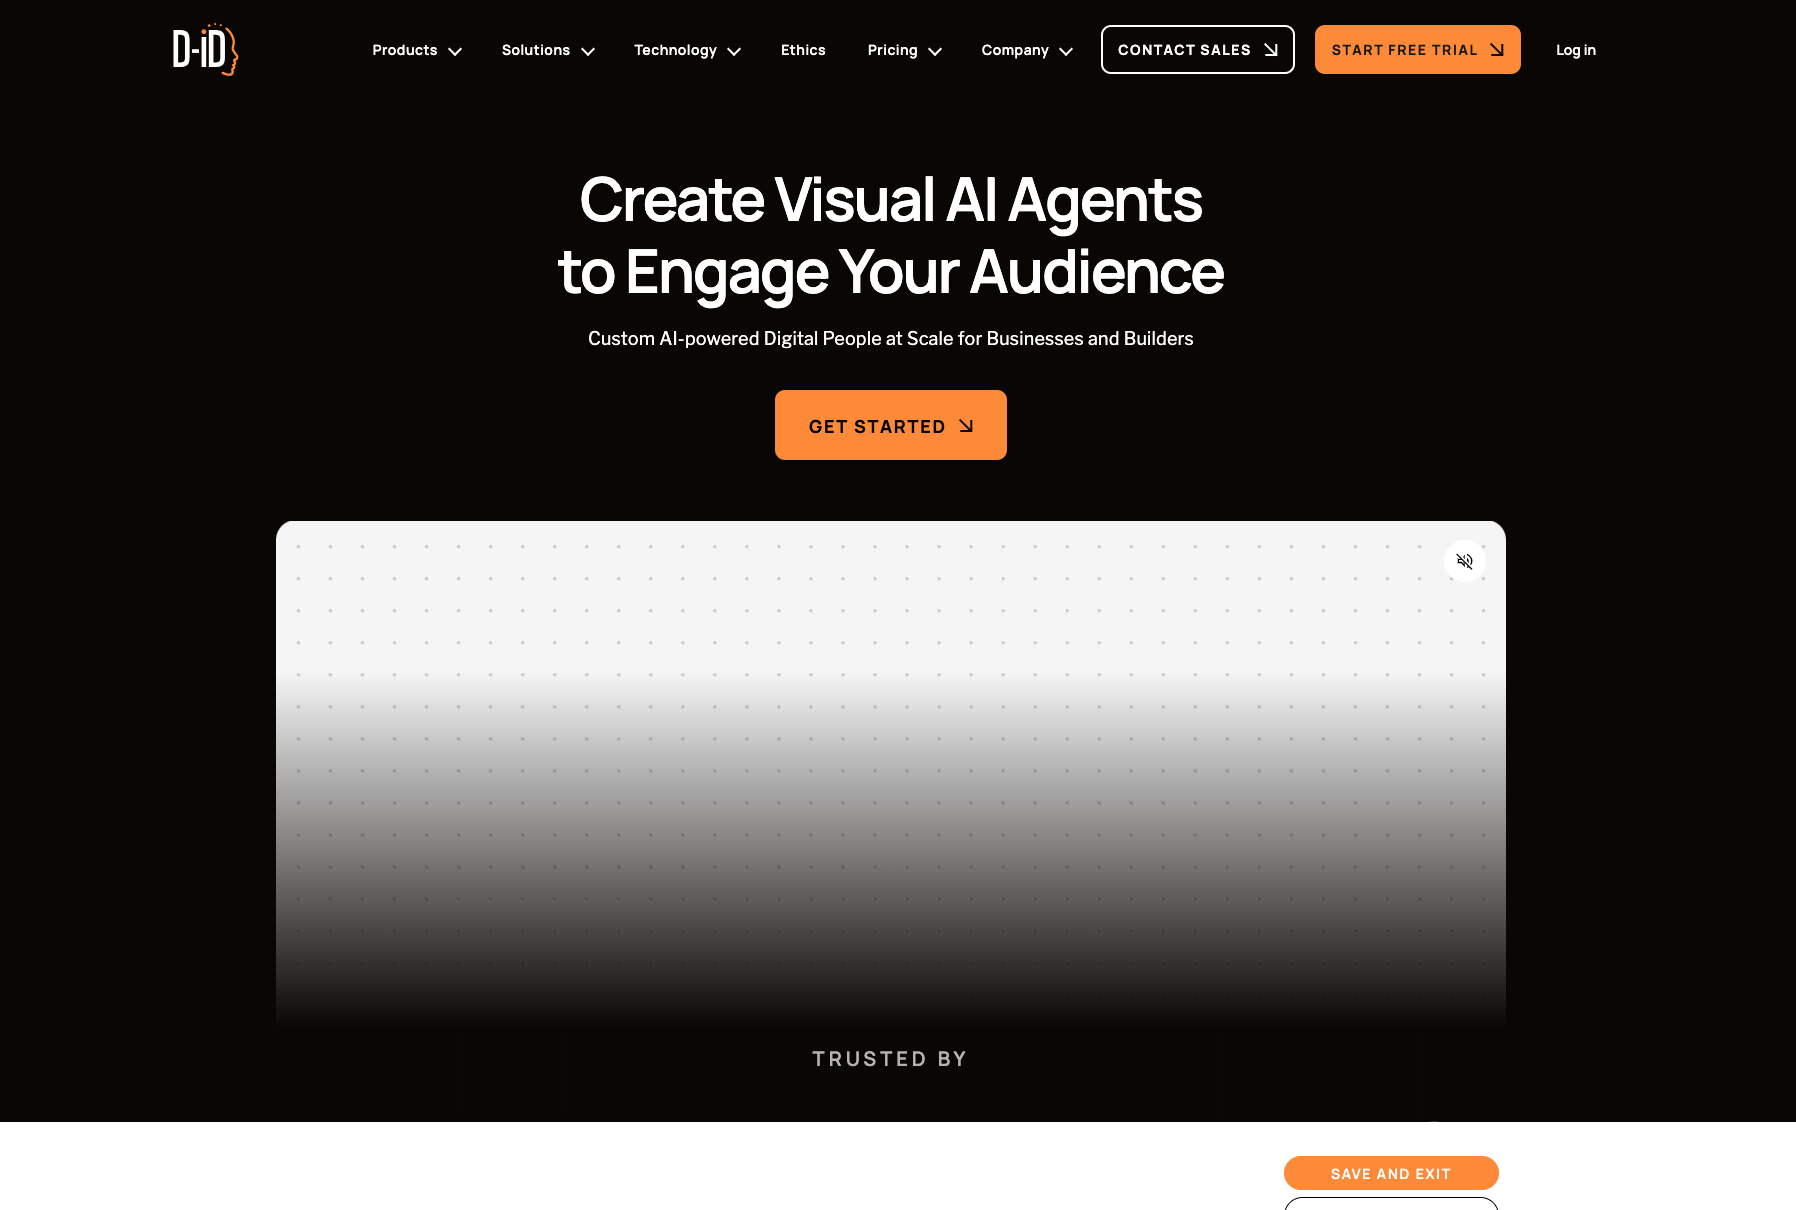 D-iD
Products
Solutions
Technology
Ethics
Pricing
Company
CONTACT SALES
START FREE TRIAL
Log in
Create Visual AI Agents
to Engage Your Audience
Custom AI-powered Digital People at Scale for Businesses and Builders
GET STARTED
TRUSTED BY
SAVE AND EXIT